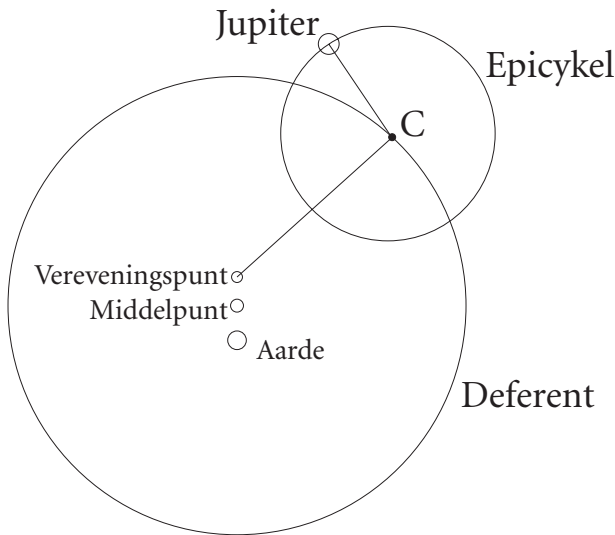 Jupiter
Epicykel
C
Vereveningspunt
Middelpunt
Aarde
Deferent